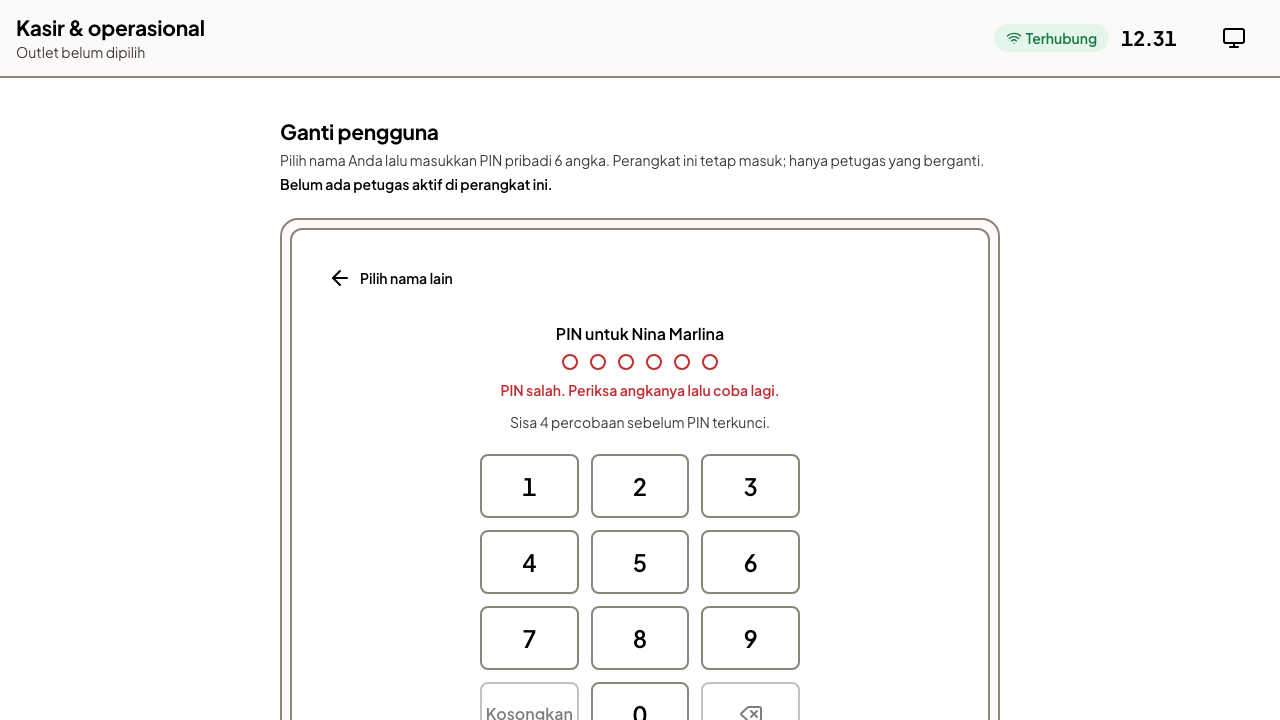 Kasir & operasional
Outlet belum dipilih
Terhubung
12.31
Ganti pengguna
Pilih nama Anda lalu masukkan PIN pribadi 6 angka. Perangkat ini tetap masuk; hanya petugas yang berganti.
Belum ada petugas aktif di perangkat ini.
Pilih nama lain
PIN untuk Nina Marlina
PIN salah. Periksa angkanya lalu coba lagi.
Sisa 4 percobaan sebelum PIN terkunci.
1 2 3
4 5 6
7 8 9
Kosongkan 0